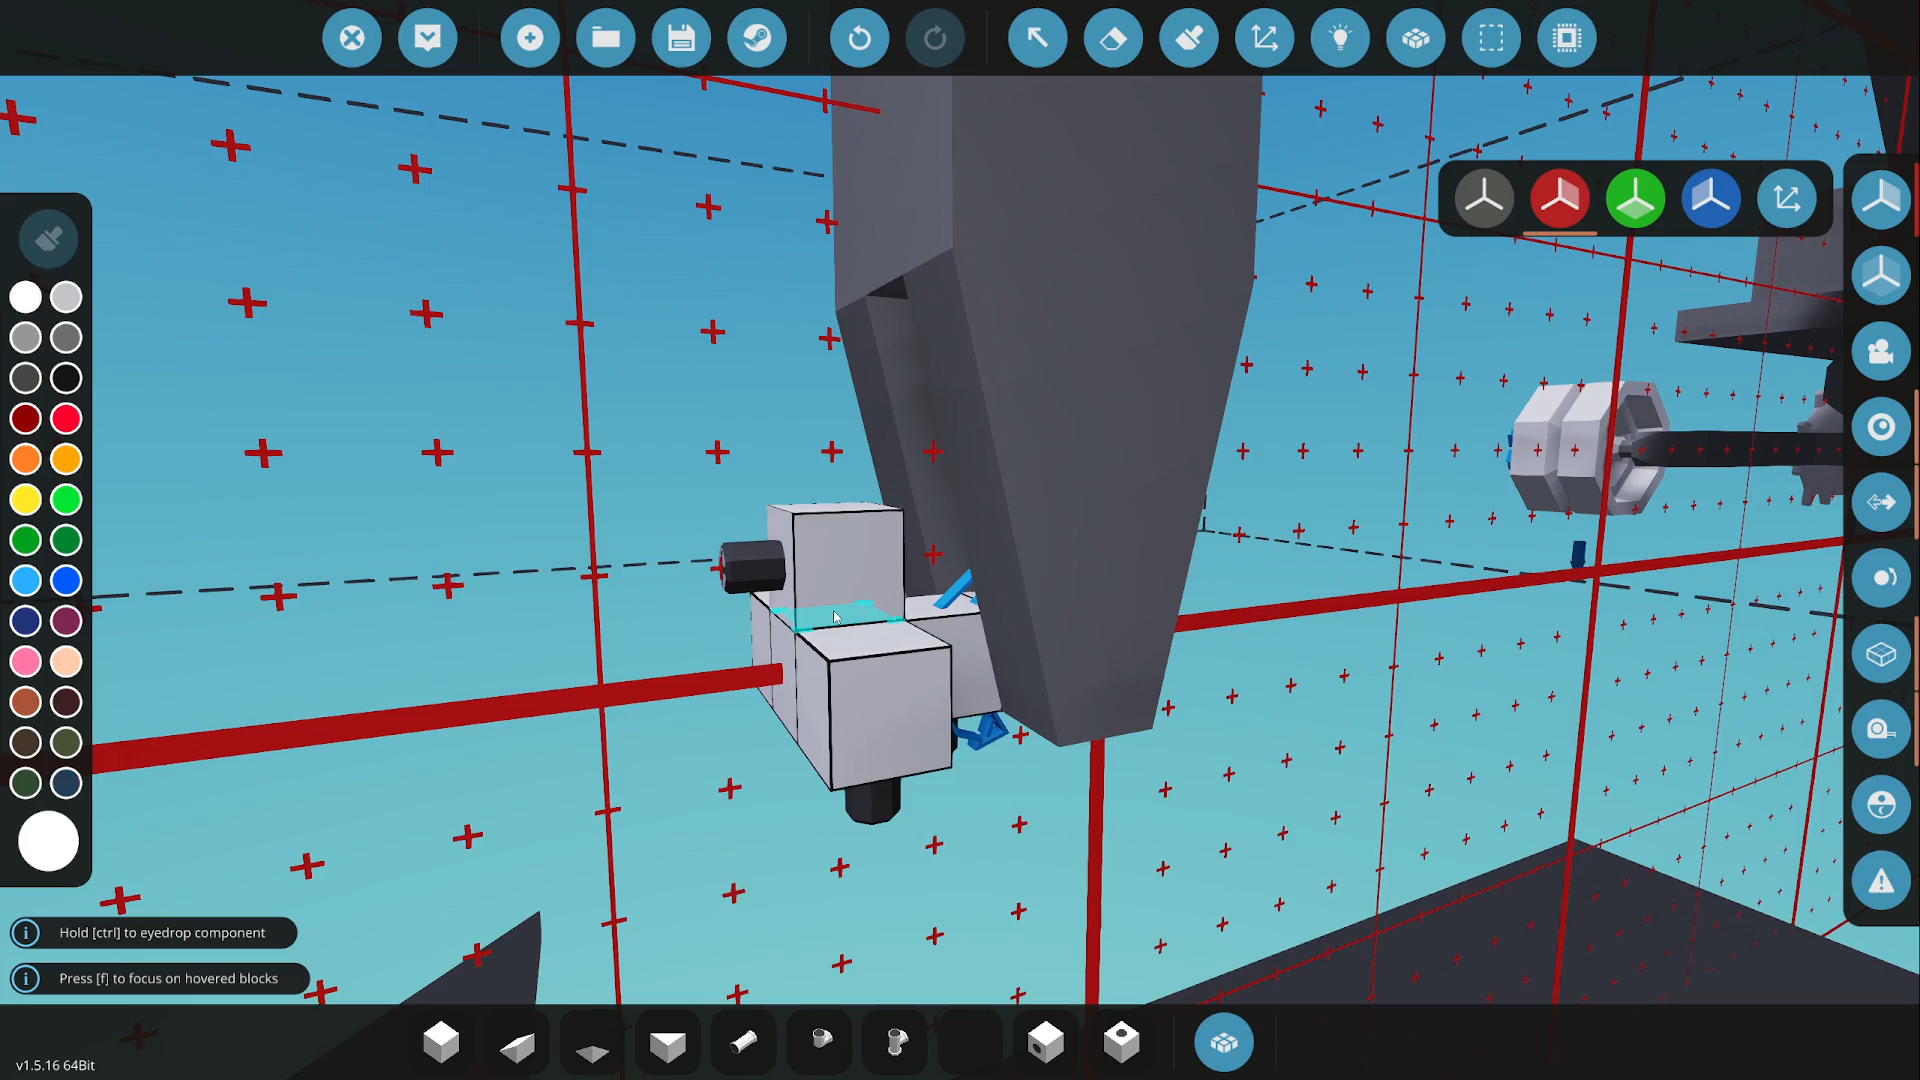 Hold [ctrl] to eyedrop component
Press [f] to focus on hovered blocks
v1.5.16 64Bit